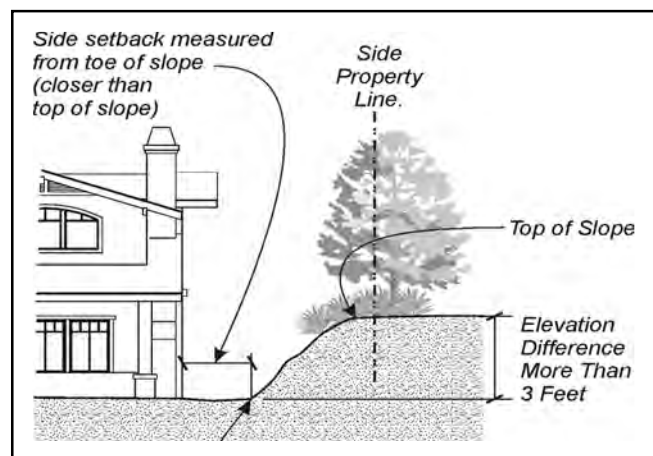 Side setback measured
from toe of slope
(closer than
top of slope)
Side
Property
Line.
Top of Slope
Elevation
Difference
More Than
3 Feet